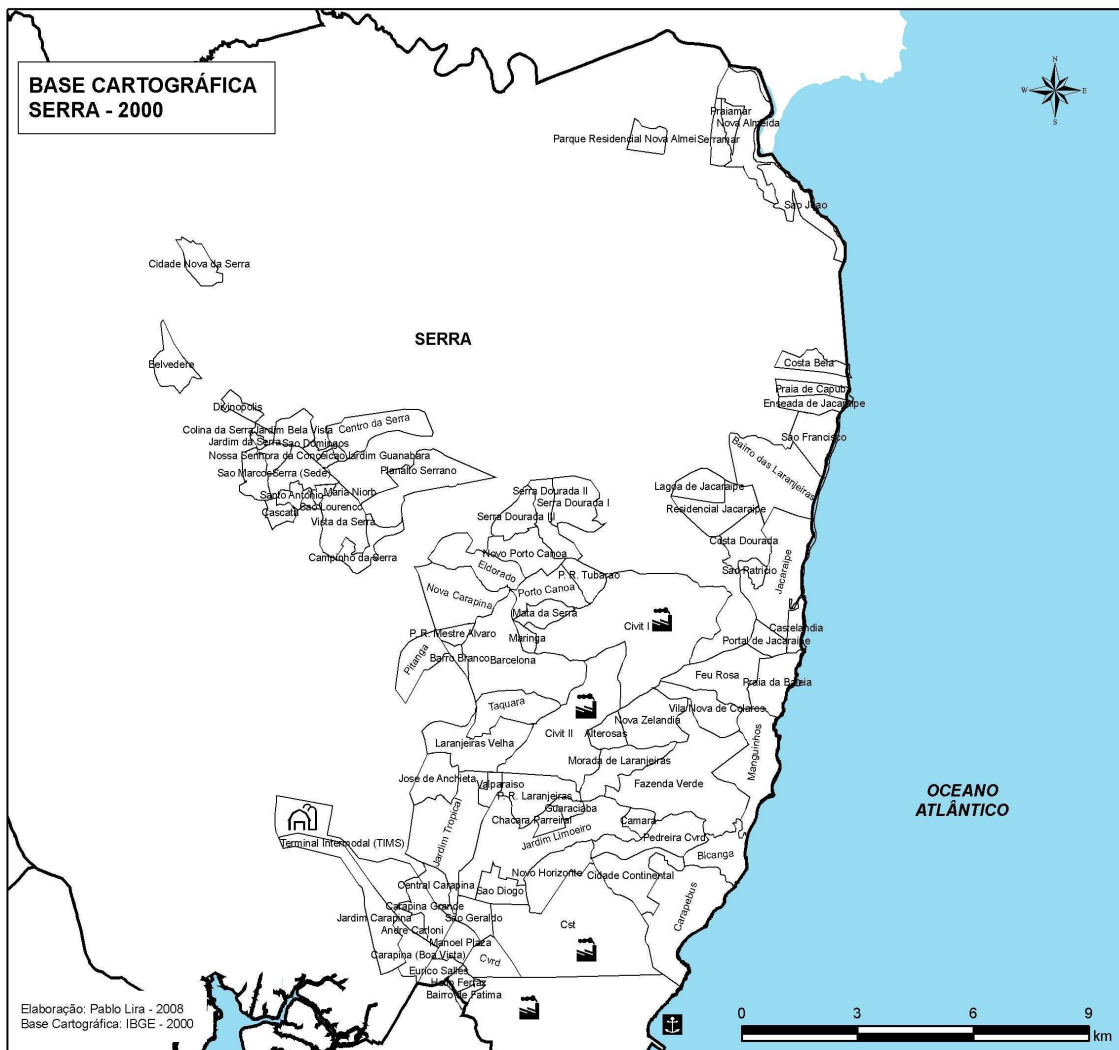 BASE CARTOGRÁFICA
SERRA - 2000
N
W
E
S
Praiamar
Nova Almeida
Parque Residencial Nova Almei
Serramar
Sao Joao
Cidade Nova da Serra
SERRA
Belvedere
Costa Bela
Praia de Capuba
Enseada de Jacaraipe
Divinopolis
Colina da Serra
Jardim Bela Vista
Centro da Serra
Jardim da Serra
Sao Domingos
São Francisco
Nossa Senhora da Conceicao
Jardim Guanabara
Bairro das Laranjeiras
Sao Marcos
Serra (Sede)
Planalto Serrano
Santo Antonio
Maria Niorb
Serra Dourada II
Lagoa de Jacaraipe
Cascata
Sao Lourenco
Serra Dourada I
Residencial Jacaraipe
Vista da Serra
Serra Dourada III
Costa Dourada
Campinho da Serra
Novo Porto Canoa
Eldorado
P. R. Tubarao
São Patricio
Jacaraipe
Nova Carapina
Porto Canoa
Mata da Serra
Civit I
Castelandia
P. R. Mestre Alvaro
Maringa
Portal de Jacaraipe
Pitanga
Barro Branco
Barcelona
Feu Rosa
Praia da Baleia
Taquara
Vila Nova de Colares
Nova Zelandia
Laranjeiras Velha
Civit II
Alterosas
Manguinhos
Morada de Laranjeiras
Jose de Anchieta
Valparaiso
Fazenda Verde
P. R. Laranjeiras
OCEANO
ATLÂNTICO
Guaraciaba
Chacara Parreiral
Camara
Jardim Tropical
Jardim Limoeiro
Pedreira Cvrd
Terminal Intermodal (TIMS)
Bicanga
Novo Horizonte
Cidade Continental
Central Carapina
Sao Diogo
Carapebus
Carapina Grande
Jardim Carapina
São Geraldo
Andre Carloni
Cst
Manoel Plaza
Carapina (Boa Vista)
Cvrd
Eurico Salles
Helio Ferraz
Bairro de Fatima
Elaboração: Pablo Lira - 2008
Base Cartográfica: IBGE - 2000
0 3 6 9
km